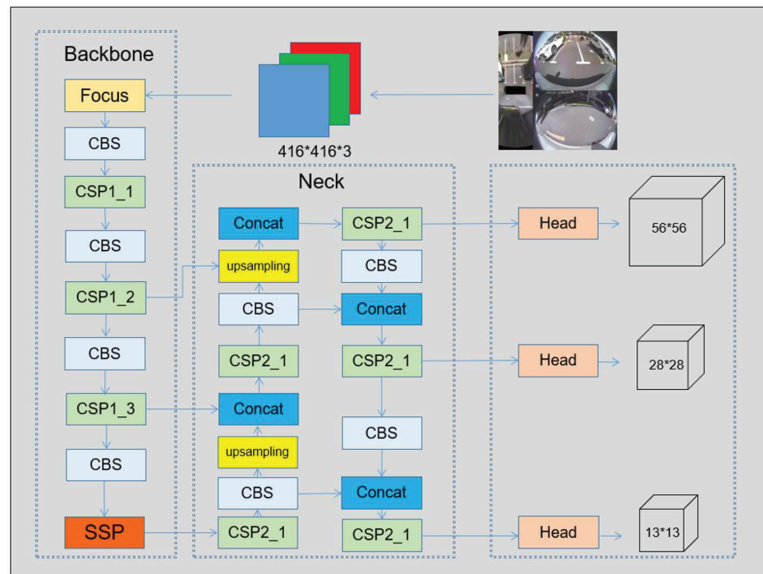 Backbone
Focus
CBS
CSP1_1
CBS
CSP1_2
CBS
CSP1_3
CBS
SSP
416*416*3
Neck
Concat
upsampling
CBS
CSP2_1
Concat
upsampling
CBS
CSP2_1
CSP2_1
CBS
Concat
CSP2_1
CBS
Concat
CSP2_1
Head
56*56
Head
28*28
Head
13*13